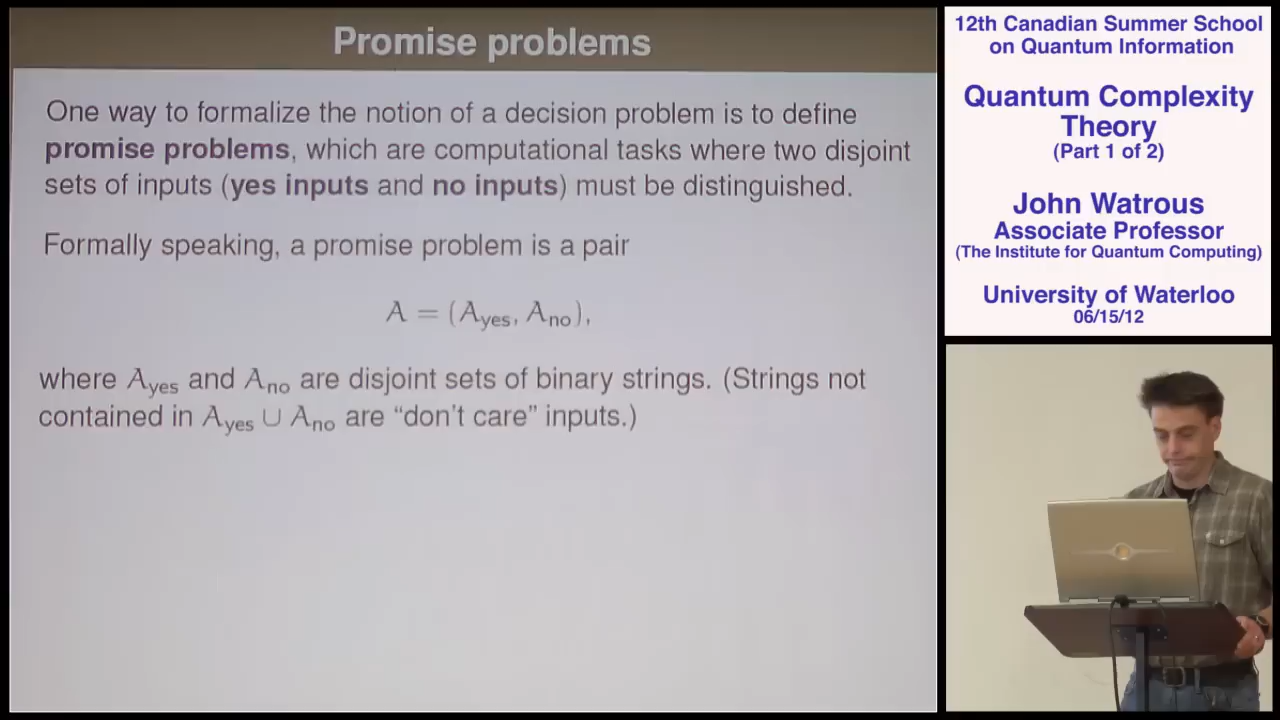 Promise problems
One way to formalize the notion of a decision problem is to define
promise problems, which are computational tasks where two disjoint
sets of inputs (yes inputs and no inputs) must be distinguished.
Formally speaking, a promise problem is a pair
A = (Ayes, Ano),
where Ayes and Ano are disjoint sets of binary strings. (Strings not
contained in Ayes ∪ Ano are “don’t care” inputs.)
12th Canadian Summer School
on Quantum Information
Quantum Complexity
Theory
(Part 1 of 2)
John Watrous
Associate Professor
(The Institute for Quantum Computing)
University of Waterloo
06/15/12